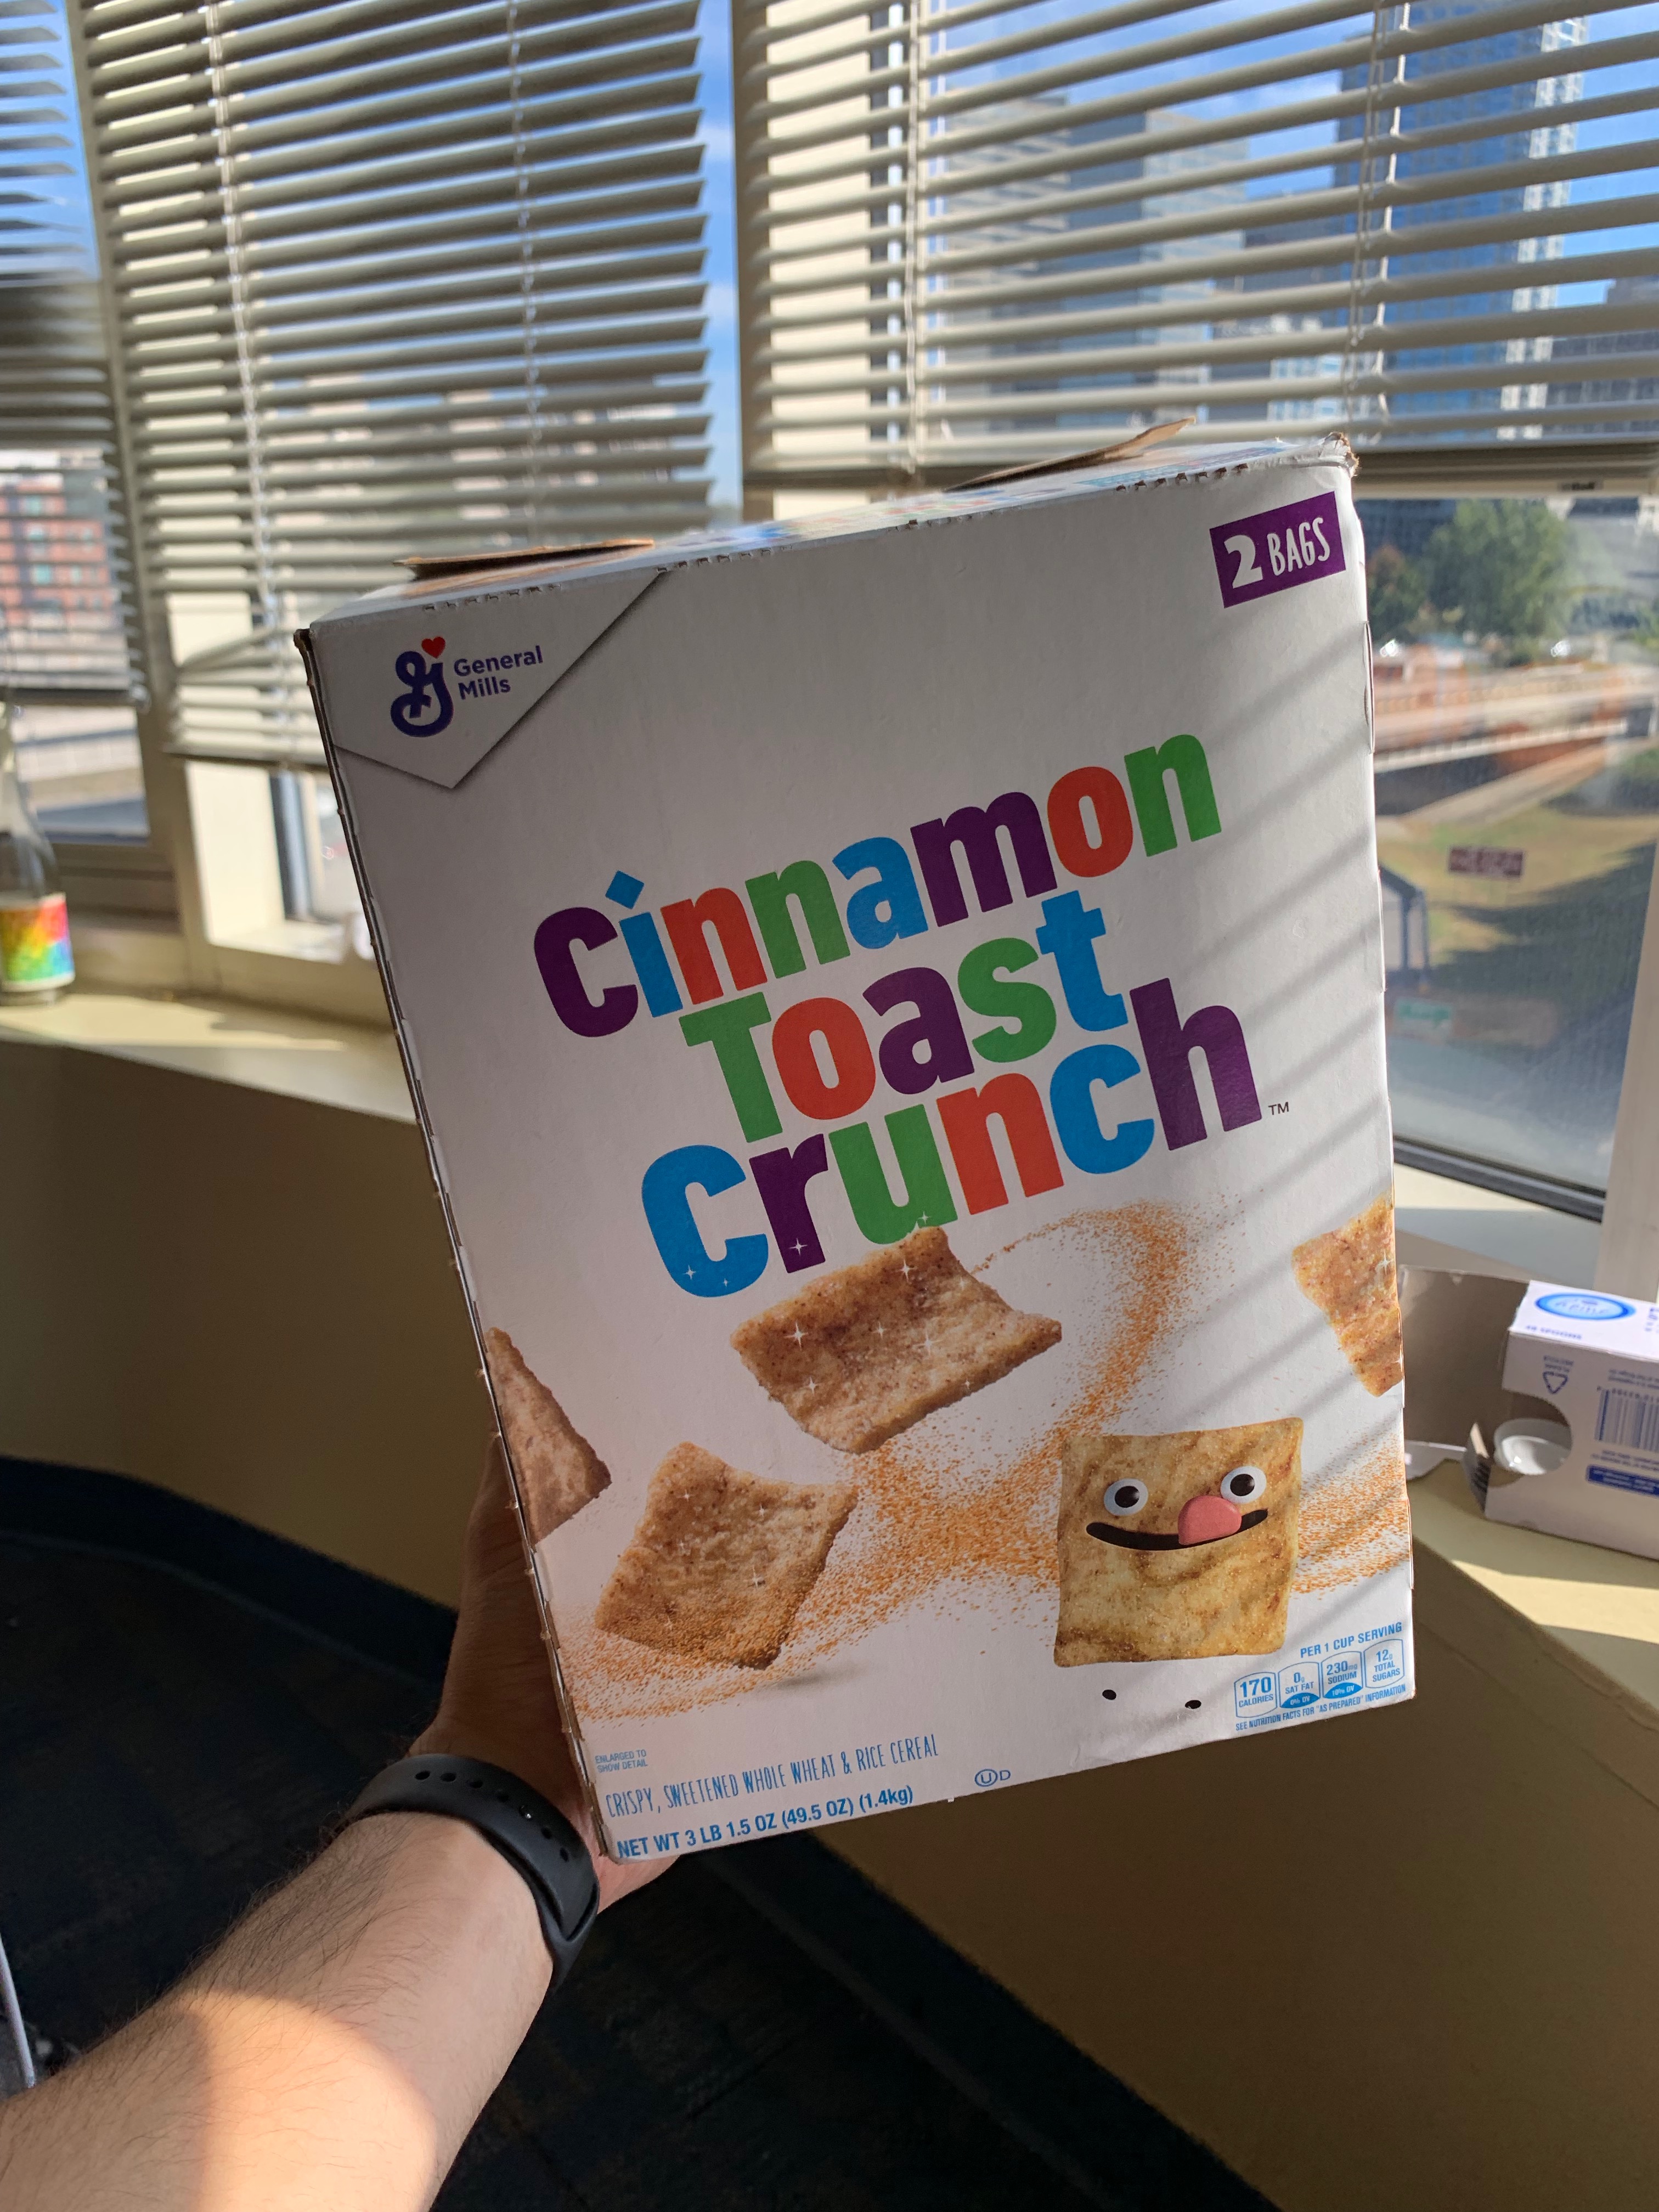 2 BAGS
General
Mills
Cinnamon
Toast
Crunch™
PER 1 CUP SERVING
170
CALORIES
0g
SAT FAT
0% DV
230mg
SODIUM
10% DV
12g
TOTAL
SUGARS
SEE NUTRITION FACTS FOR "AS PREPARED" INFORMATION
ENLARGED TO
SHOW DETAIL
CRISPY, SWEETENED WHOLE WHEAT & RICE CEREAL
NET WT 3 LB 1.5 OZ (49.5 OZ) (1.4kg)
U D
PLEASE
RECYCLE